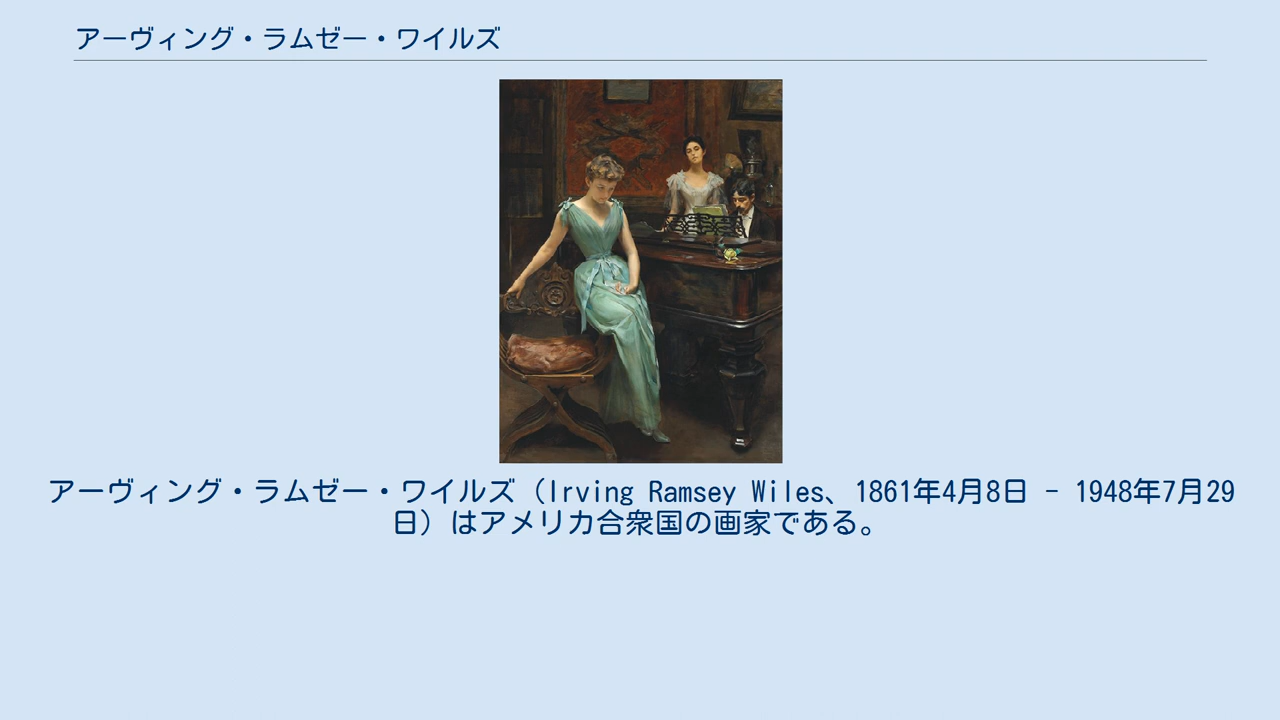 アーヴィング・ラムゼー・ワイルズ
アーヴィング・ラムゼー・ワイルズ（Irving Ramsey Wiles、1861年4月8日 - 1948年7月29
日）はアメリカ合衆国の画家である。